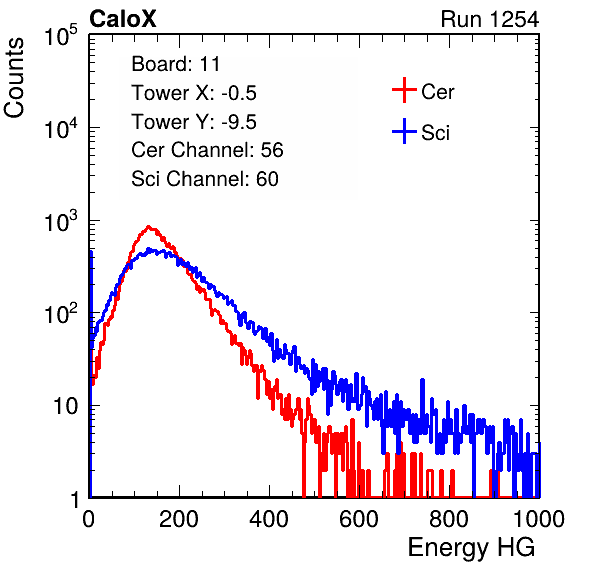 CaloX Run 1254
Counts
Board: 11
Tower X: -0.5
Tower Y: -9.5
Cer Channel: 56
Sci Channel: 60
Cer
Sci
10^5
10^4
10^3
10^2
10
1
0 200 400 600 800 1000
Energy HG